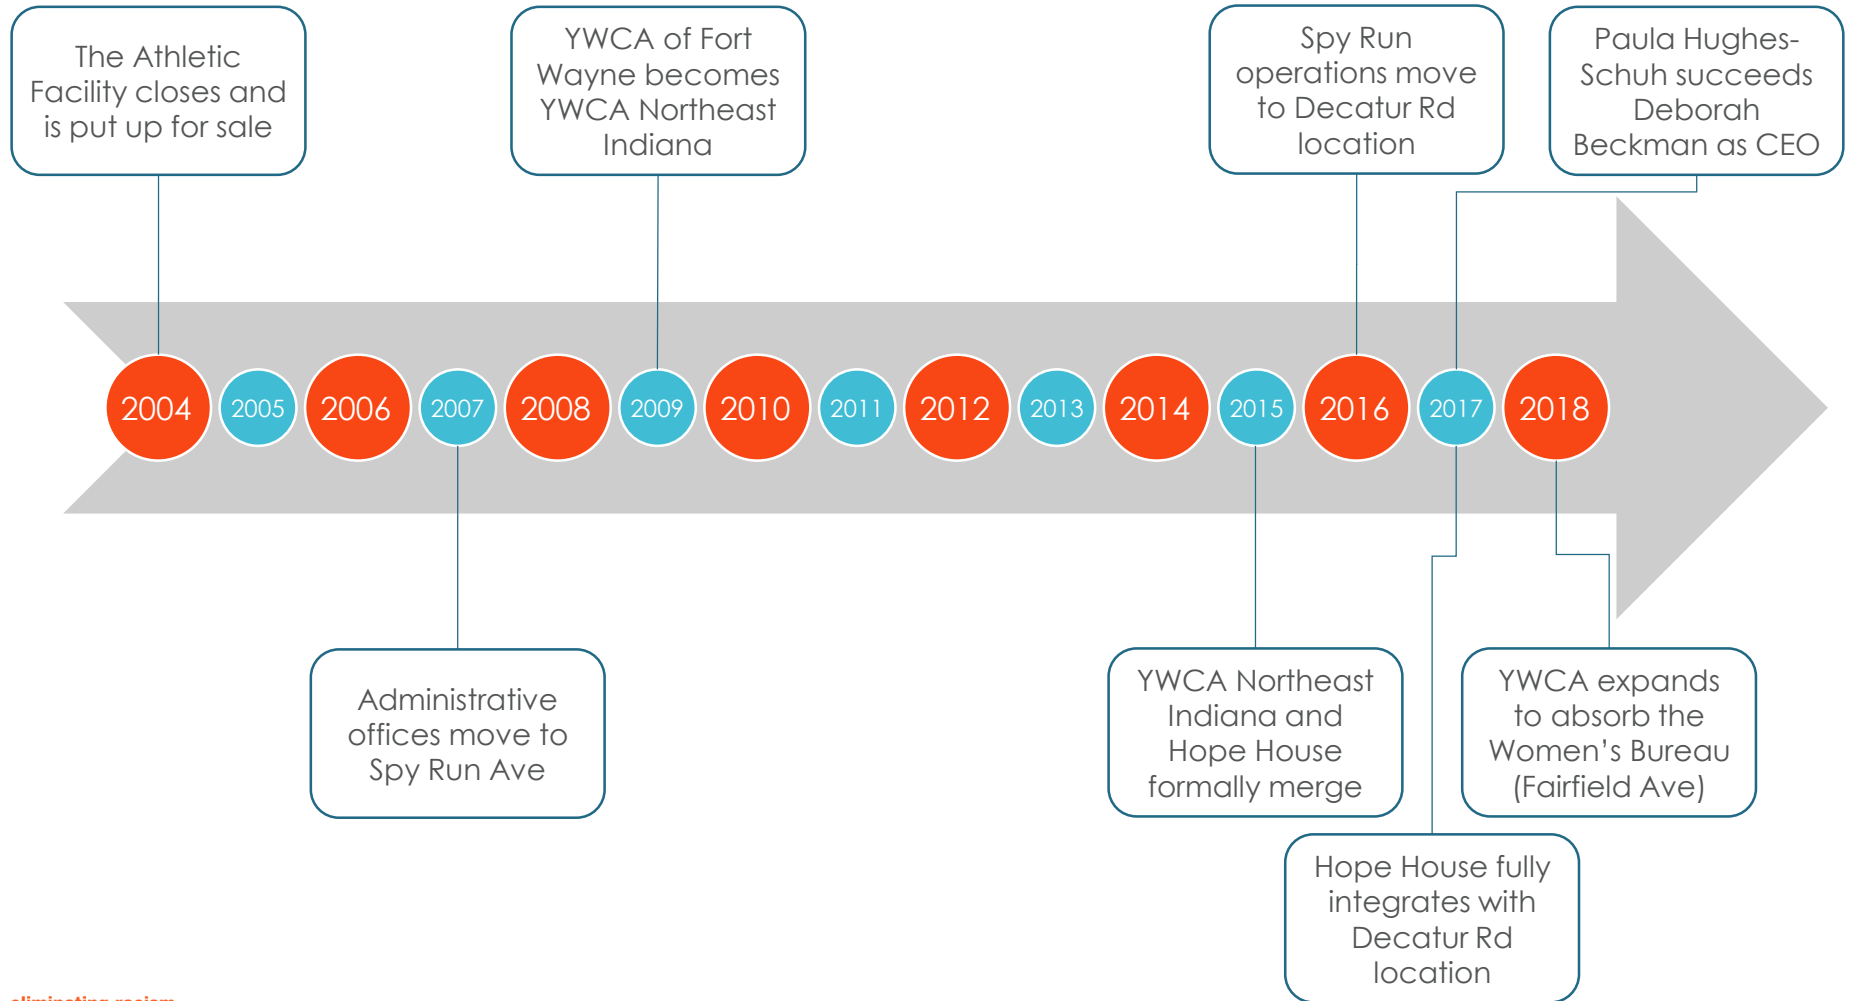 The Athletic
Facility closes and
is put up for sale
YWCA of Fort
Wayne becomes
YWCA Northeast
Indiana
Spy Run
operations move
to Decatur Rd
location
Paula Hughes-
Schuh succeeds
Deborah
Beckman as CEO
2004
2005
2006
2007
2008
2009
2010
2011
2012
2013
2014
2015
2016
2017
2018
Administrative
offices move to
Spy Run Ave
YWCA Northeast
Indiana and
Hope House
formally merge
YWCA expands
to absorb the
Women’s Bureau
(Fairfield Ave)
Hope House fully
integrates with
Decatur Rd
location
eliminating racism